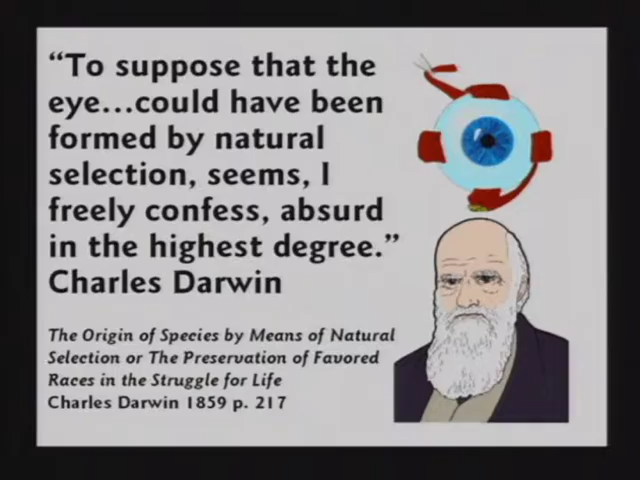 “To suppose that the
eye...could have been
formed by natural
selection, seems, I
freely confess, absurd
in the highest degree.”
Charles Darwin
The Origin of Species by Means of Natural
Selection or The Preservation of Favored
Races in the Struggle for Life
Charles Darwin 1859 p. 217